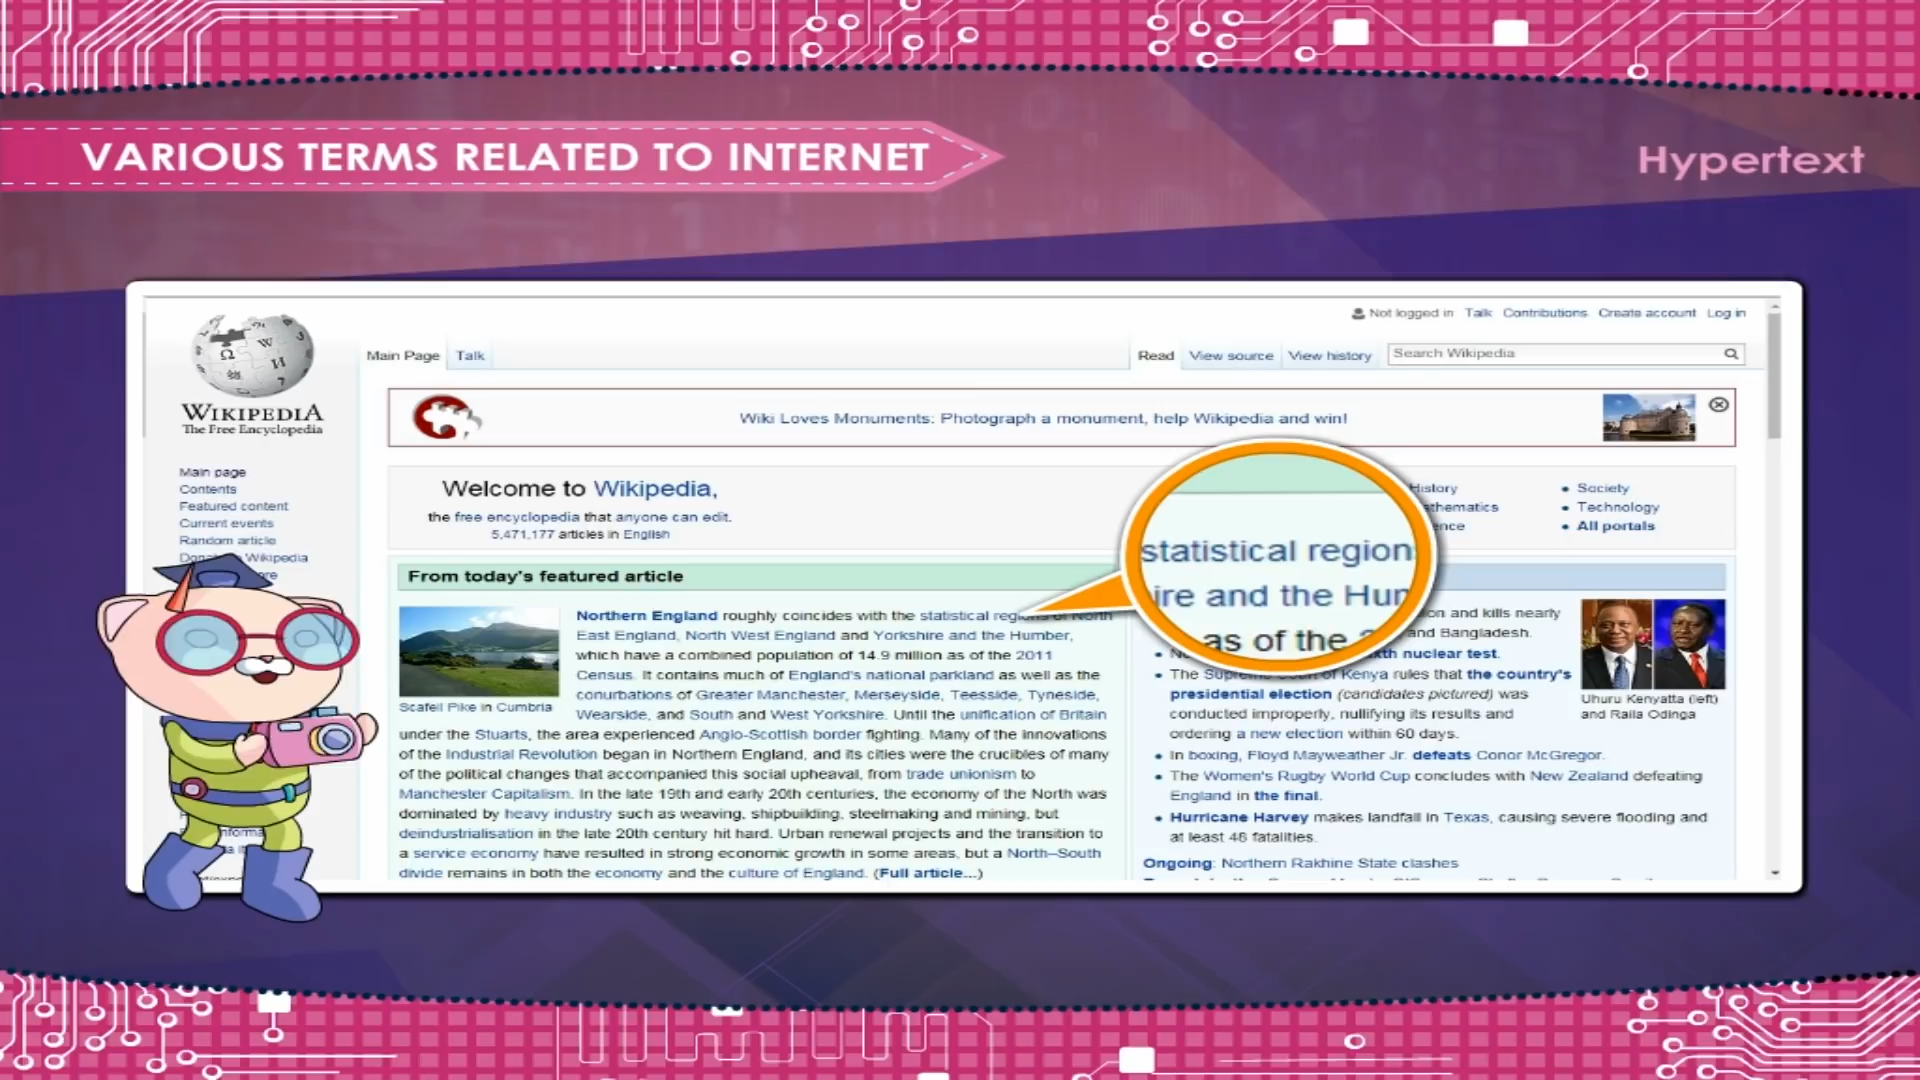 VARIOUS TERMS RELATED TO INTERNET
Hypertext
Not logged in Talk Contributions Create account Log in
Main Page Talk
Read View source View history Search Wikipedia
WIKIPEDIA
The Free Encyclopedia
Wiki Loves Monuments: Photograph a monument, help Wikipedia and win!
Main page
Contents
Featured content
Current events
Random article
Wikipedia
Welcome to Wikipedia,
the free encyclopedia that anyone can edit.
5,471,177 articles in English
History
Society
Technology
All portals
statistical region
ire and the Hum
as of the
From today's featured article
Northern England roughly coincides with the statistical regions of North
East England, North West England and Yorkshire and the Humber,
which have a combined population of 14.9 million as of the 2011
Census. It contains much of England's national parkland as well as the
conurbations of Greater Manchester, Merseyside, Teesside, Tyneside,
Wearside, and South and West Yorkshire. Until the unification of Britain
under the Stuarts, the area experienced Anglo-Scottish border fighting. Many of the innovations
of the Industrial Revolution began in Northern England, and its cities were the crucibles of many
of the political changes that accompanied this social upheaval, from trade unionism to
Manchester Capitalism. In the late 19th and early 20th centuries, the economy of the North was
dominated by heavy industry such as weaving, shipbuilding, steelmaking and mining, but
deindustrialisation in the late 20th century hit hard. Urban renewal projects and the transition to
a service economy have resulted in strong economic growth in some areas, but a North–South
divide remains in both the economy and the culture of England. (Full article...)
Scafell Pike in Cumbria
on and kills nearly
and Bangladesh.
nuclear test.
The Supreme Court of Kenya rules that the country's
presidential election (candidates pictured) was
conducted improperly, nullifying its results and
ordering a new election within 60 days.
In boxing, Floyd Mayweather Jr. defeats Conor McGregor.
The Women's Rugby World Cup concludes with New Zealand defeating
England in the final.
Hurricane Harvey makes landfall in Texas, causing severe flooding and
at least 46 fatalities.
Ongoing: Northern Rakhine State clashes
Uhuru Kenyatta (left)
and Raila Odinga